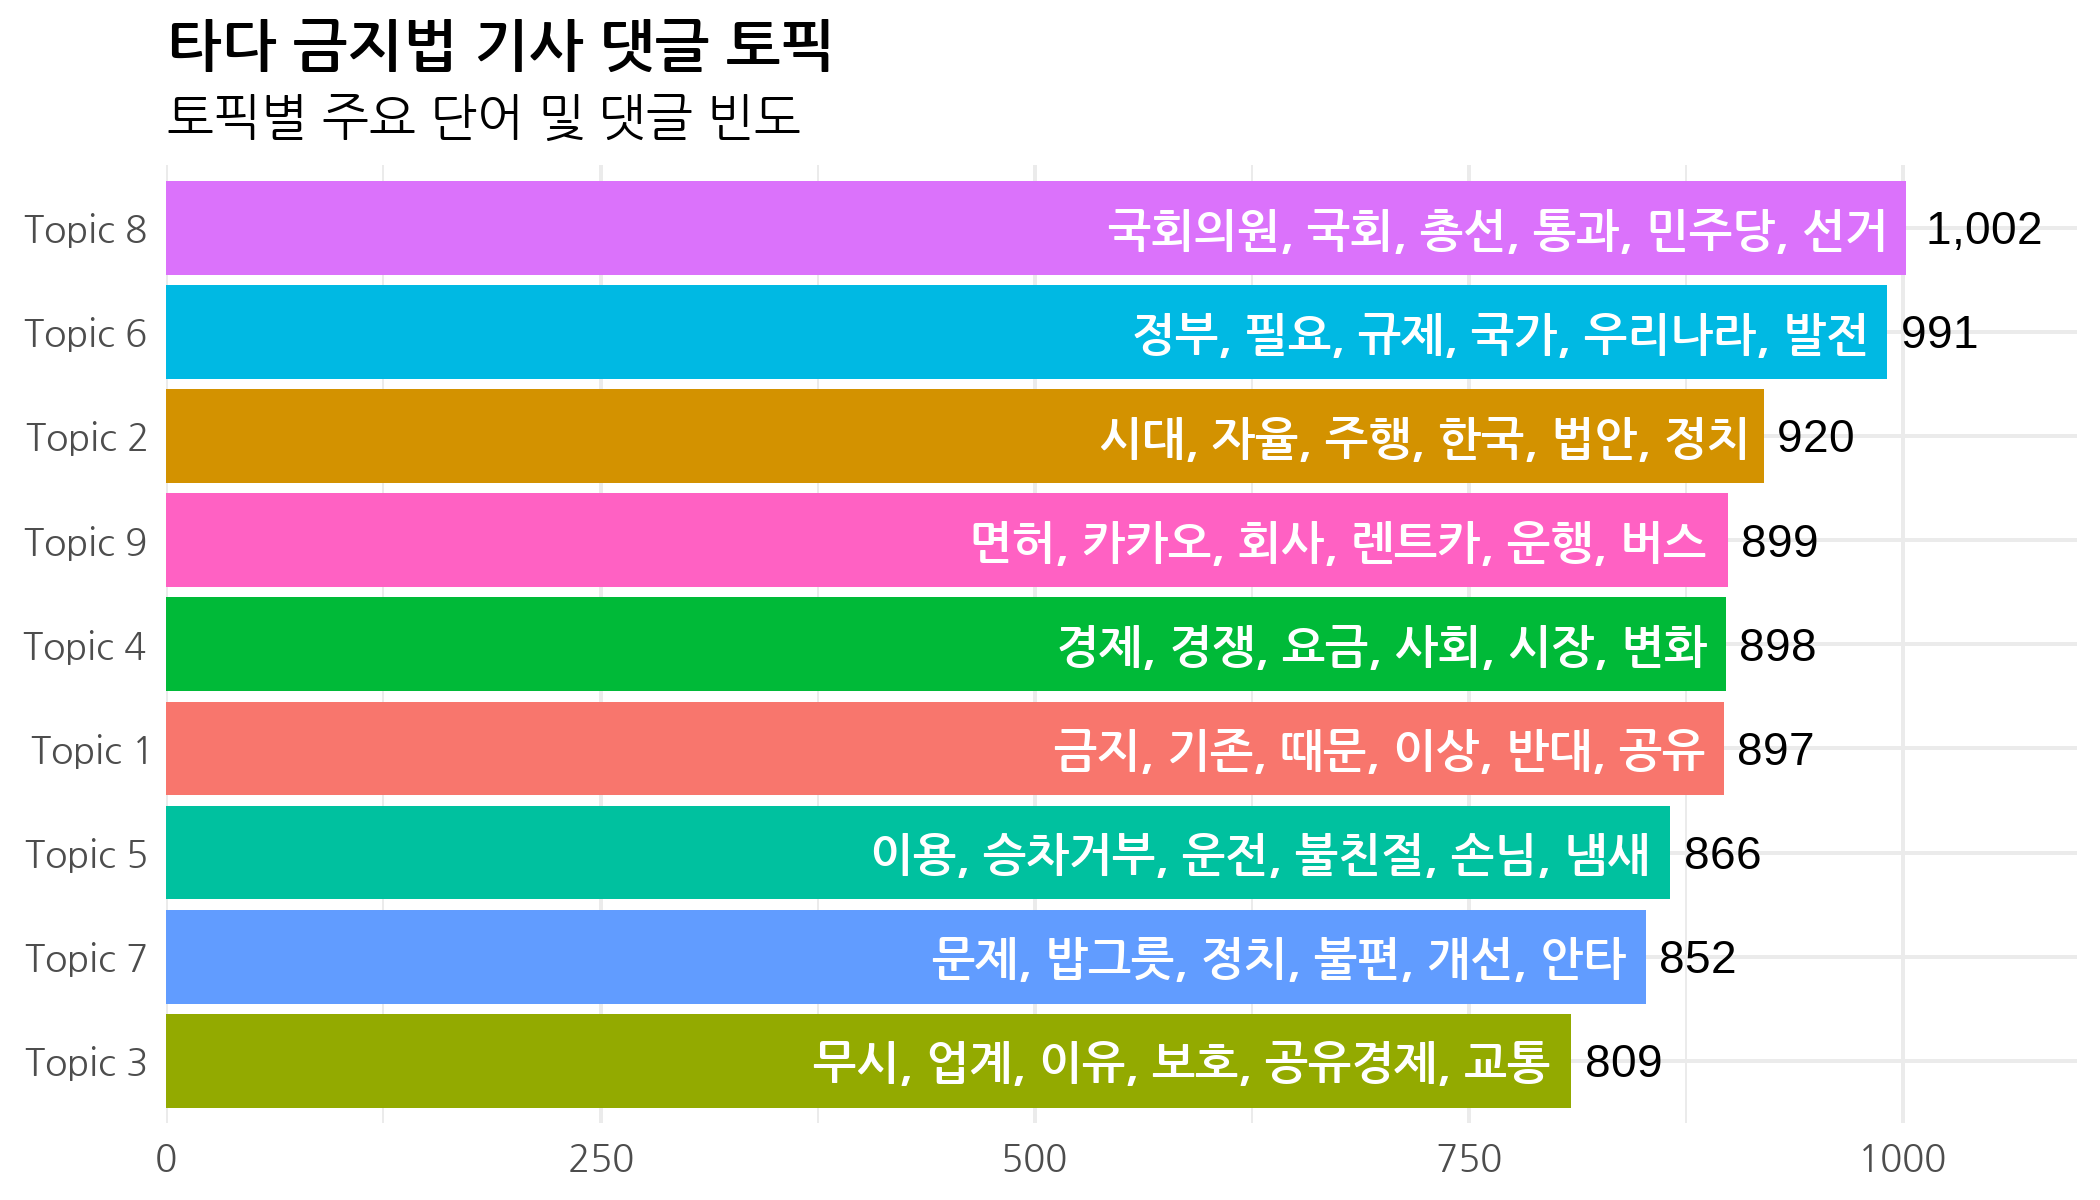 타다 금지법 기사 댓글 토픽
토픽별 주요 단어 및 댓글 빈도
Topic 8 국회의원, 국회, 총선, 통과, 민주당, 선거 1,002
Topic 6 정부, 필요, 규제, 국가, 우리나라, 발전 991
Topic 2 시대, 자율, 주행, 한국, 법안, 정치 920
Topic 9 면허, 카카오, 회사, 렌트카, 운행, 버스 899
Topic 4 경제, 경쟁, 요금, 사회, 시장, 변화 898
Topic 1 금지, 기존, 때문, 이상, 반대, 공유 897
Topic 5 이용, 승차거부, 운전, 불친절, 손님, 냄새 866
Topic 7 문제, 밥그릇, 정치, 불편, 개선, 안타 852
Topic 3 무시, 업계, 이유, 보호, 공유경제, 교통 809
0 250 500 750 1000